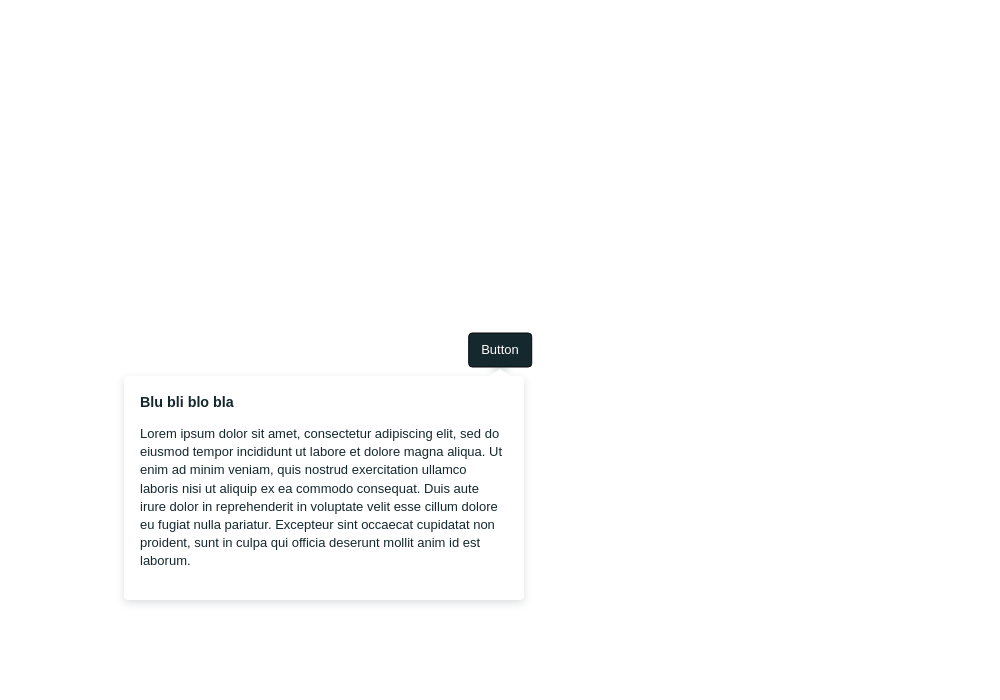 Button
Blu bli blo bla
Lorem ipsum dolor sit amet, consectetur adipiscing elit, sed do
eiusmod tempor incididunt ut labore et dolore magna aliqua. Ut
enim ad minim veniam, quis nostrud exercitation ullamco
laboris nisi ut aliquip ex ea commodo consequat. Duis aute
irure dolor in reprehenderit in voluptate velit esse cillum dolore
eu fugiat nulla pariatur. Excepteur sint occaecat cupidatat non
proident, sunt in culpa qui officia deserunt mollit anim id est
laborum.